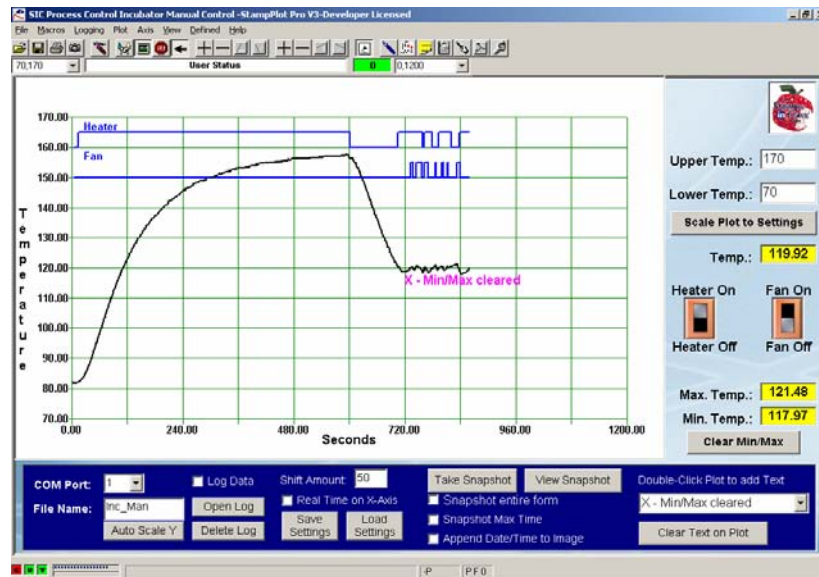 SIC Process Control Incubator Manual Control -StampPlot Pro V3-Developer Licensed
File Macros Logging Plot Axis View Defined Help
70,170 User Status 0 0,1200
170.00
Heater
160.00
Fan
150.00
140.00
130.00
120.00
X - Min/Max cleared
110.00
100.00
90.00
80.00
70.00
Temperature
0.00 240.00 480.00 720.00 960.00 1200.00
Seconds
Upper Temp.: 170
Lower Temp.: 70
Scale Plot to Settings
Temp.: 119.92
Heater On Fan On
Heater Off Fan Off
Max. Temp.: 121.48
Min. Temp.: 117.97
Clear Min/Max
COM Port: 1 Log Data Shift Amount: 50 Take Snapshot View Snapshot Double-Click Plot to add Text
File Name: Inc_Man Open Log Real Time on X-Axis Snapshot entire form X - Min/Max cleared
Auto Scale Y Delete Log Save Settings Load Settings Snapshot Max Time Clear Text on Plot
Append Date/Time to Image
-P PF0